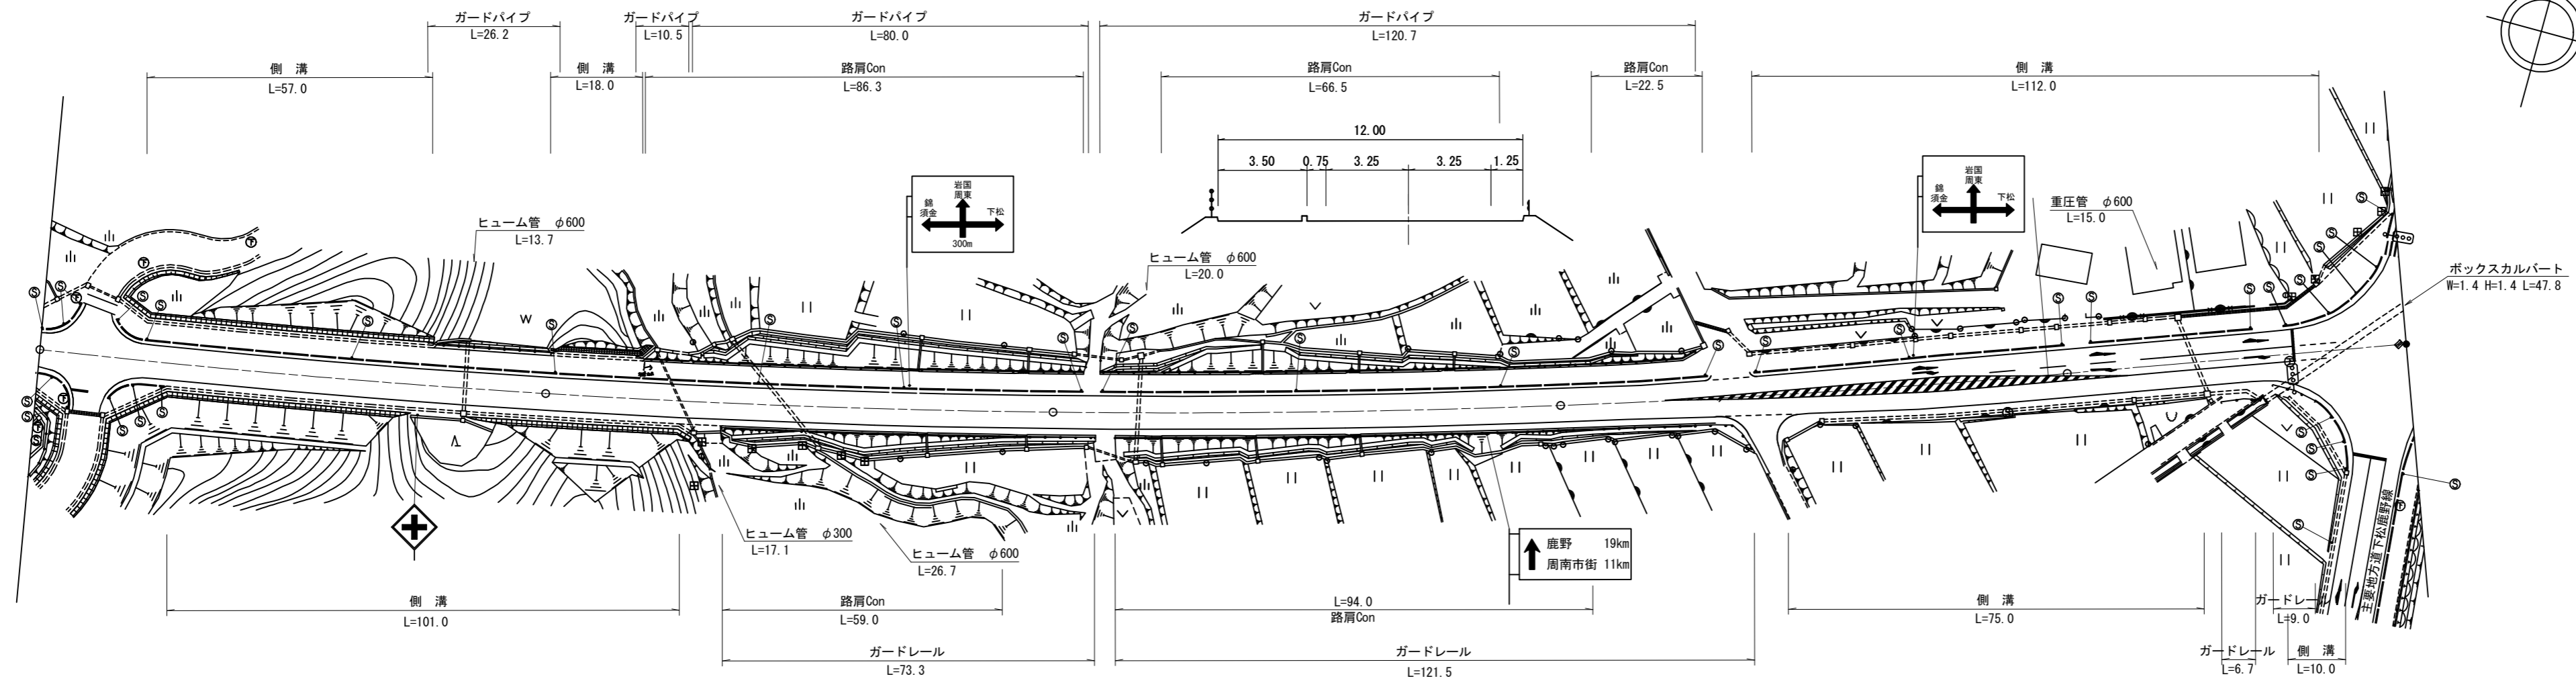 ガードパイプ
L=26.2
ガードパイプ
L=10.5
ガードパイプ
L=80.0
ガードパイプ
L=120.7
側　溝
L=57.0
側　溝
L=18.0
路肩Con
L=86.3
路肩Con
L=66.5
路肩Con
L=22.5
側　溝
L=112.0
12.00
3.50
0.75
3.25
3.25
1.25
岩国
周東
錦
須金
下松
300m
岩国
周東
錦
須金
下松
ヒューム管　φ600
L=13.7
ヒューム管　φ600
L=20.0
重圧管　φ600
L=15.0
ボックスカルバート
W=1.4 H=1.4 L=47.8
ヒューム管　φ300
L=17.1
ヒューム管　φ600
L=26.7
鹿野　19km
周南市街 11km
主要地方道下松鹿野線
側　溝
L=101.0
路肩Con
L=59.0
L=94.0
路肩Con
側　溝
L=75.0
ガードレール
L=9.0
ガードレール
L=73.3
ガードレール
L=121.5
ガードレール
L=6.7
側　溝
L=10.0